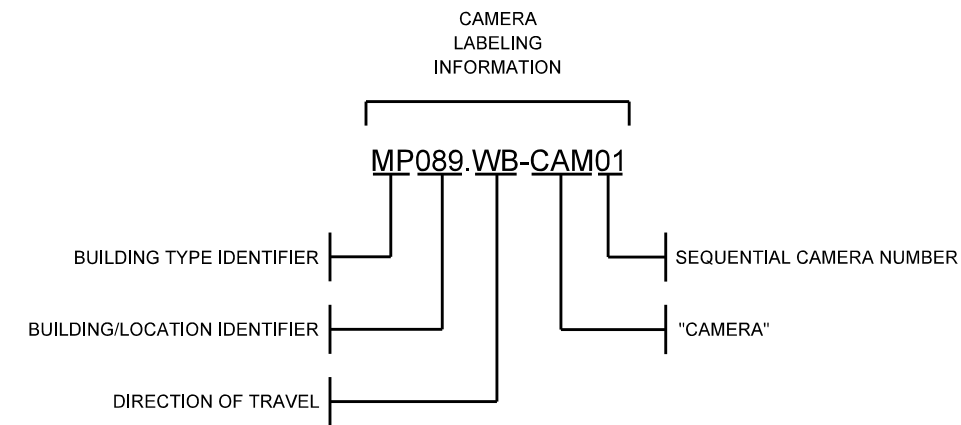 CAMERA
LABELING
INFORMATION
MP089.WB-CAM01
BUILDING TYPE IDENTIFIER
SEQUENTIAL CAMERA NUMBER
BUILDING/LOCATION IDENTIFIER
"CAMERA"
DIRECTION OF TRAVEL